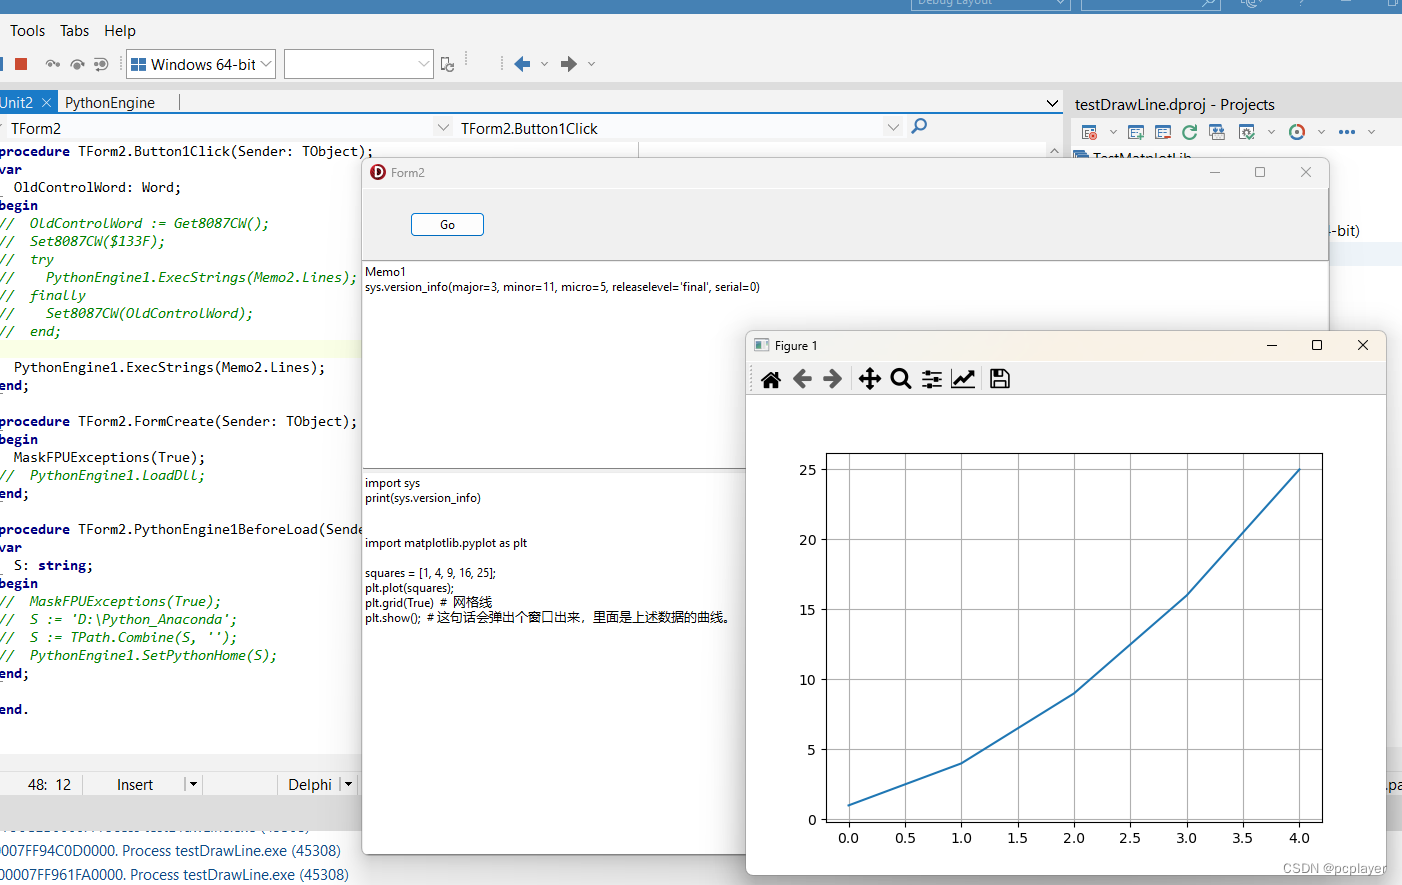 Debug Layout
Tools Tabs Help
Windows 64-bit
Unit2 PythonEngine
testDrawLine.dproj - Projects
TForm2 TForm2.Button1Click
TestMatplotLib
procedure TForm2.Button1Click(Sender: TObject);
var
OldControlWord: Word;
begin
// OldControlWord := Get8087CW();
// Set8087CW($133F);
// try
// PythonEngine1.ExecStrings(Memo2.Lines);
// finally
// Set8087CW(OldControlWord);
// end;
PythonEngine1.ExecStrings(Memo2.Lines);
end;
procedure TForm2.FormCreate(Sender: TObject);
begin
MaskFPUExceptions(True);
// PythonEngine1.LoadDll;
end;
procedure TForm2.PythonEngine1BeforeLoad(Sende
var
S: string;
begin
// MaskFPUExceptions(True);
// S := 'D:\Python_Anaconda';
// S := TPath.Combine(S, '');
// PythonEngine1.SetPythonHome(S);
end;
end.
48: 12 Insert Delphi
0007FF94C0D0000. Process testDrawLine.exe (45308)
00007FF961FA0000. Process testDrawLine.exe (45308)
Form2
Go
-bit)
Memo1
sys.version_info(major=3, minor=11, micro=5, releaselevel='final', serial=0)
import sys
print(sys.version_info)
import matplotlib.pyplot as plt
squares = [1, 4, 9, 16, 25];
plt.plot(squares);
plt.grid(True) # 网格线
plt.show(); # 这句话会弹出个窗口出来，里面是上述数据的曲线。
Figure 1
25
20
15
10
5
0
0.0 0.5 1.0 1.5 2.0 2.5 3.0 3.5 4.0
.pa
CSDN @pcplayer